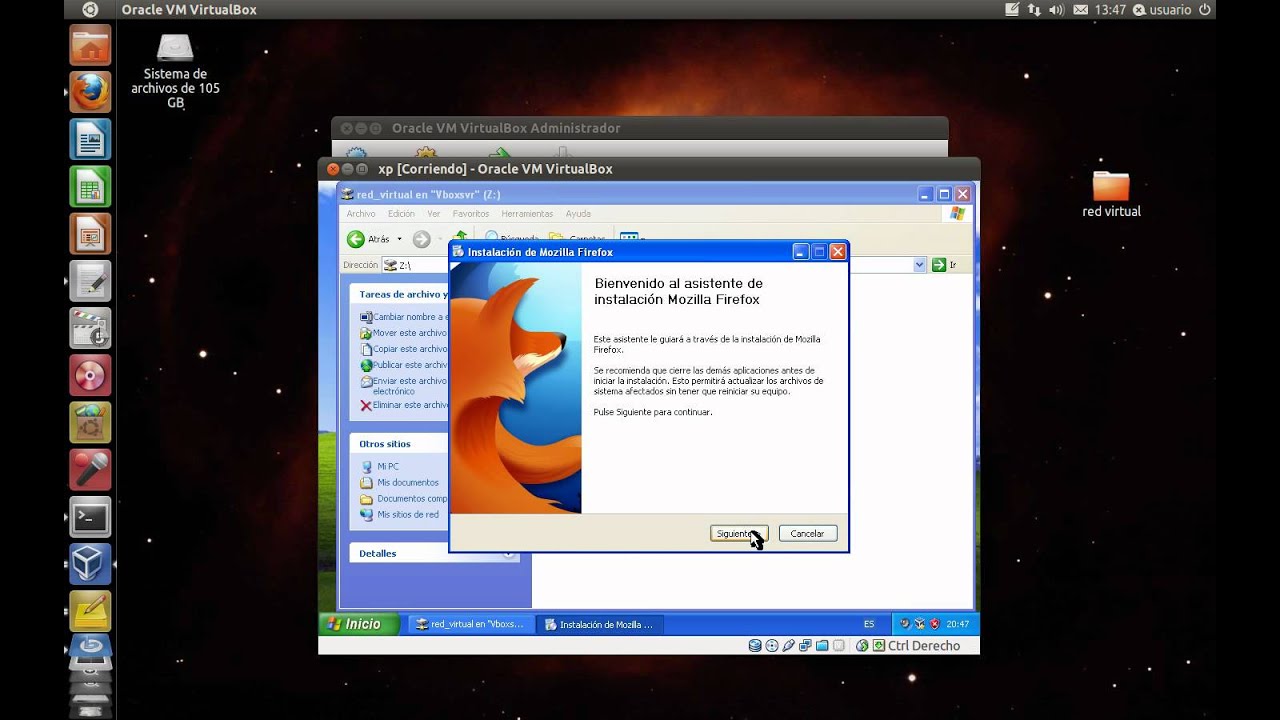 Oracle VM VirtualBox
13:47
usuario
Sistema de
archivos de 105
GB
Oracle VM VirtualBox Administrador
xp [Corriendo] - Oracle VM VirtualBox
red virtual
red_virtual en "Vboxsvr" (Z:)
Archivo Edición Ver Favoritos Herramientas Ayuda
Atrás Búsqueda Carpetas
Dirección Z:\ Ir
Instalación de Mozilla Firefox
Bienvenido al asistente de
instalación Mozilla Firefox
Este asistente le guiará a través de la instalación de Mozilla
Firefox.
Se recomienda que cierre las demás aplicaciones antes de
iniciar la instalación. Esto permitirá actualizar los archivos de
sistema afectados sin tener que reiniciar su equipo.
Pulse Siguiente para continuar.
Siguiente Cancelar
Tareas de archivo y
Cambiar nombre a e
Mover este archivo
Copiar este archivo
Publicar este archiv
Enviar este archivo
electrónico
Eliminar este archiv
Otros sitios
Mi PC
Mis documentos
Documentos comp
Mis sitios de red
Detalles
Inicio
red_virtual en "Vboxs...
Instalación de Mozilla ...
ES
20:47
Ctrl Derecho